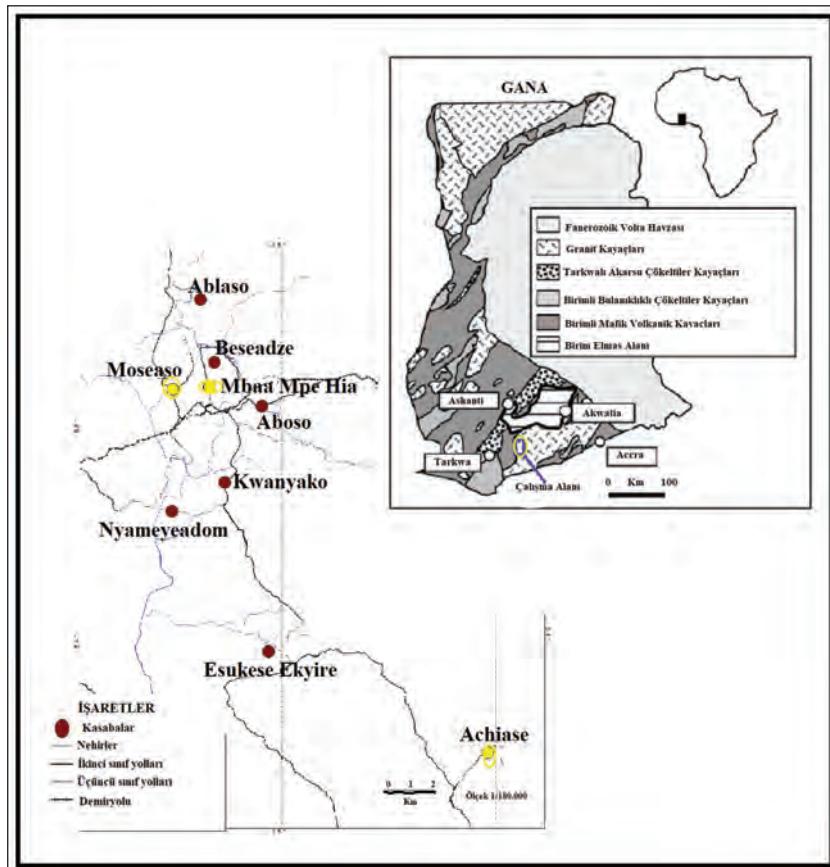 GANA
Fanerozoik Volta Havzası
Granit Kayaçları
Tarkwalı Akarsu Çökeltiler Kayaçları
Birimli Bulanıklıklı Çökeltiler Kayaçları
Birimli Mafik Volkanik Kayaçları
Birim Elmas Alanı
Ashanti
Akwatia
Tarkwa
Accra
Çalışma Alanı
0 Km 100
Ablaso
Beseadze
Moseaso
Mbaa Mpe Hia
Aboso
Kwanyako
Nyameyeadom
Esukese Ekyire
Achiase
İŞARETLER
Kasabalar
Nehirler
İkinci sınıf yolları
Üçüncü sınıf yolları
Demiryolu
0 1 2
Km
Ölçek 1/180.000